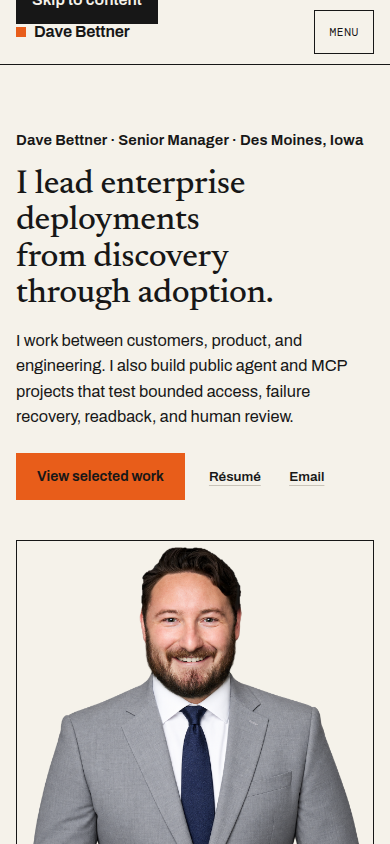 Skip to content
Dave Bettner
MENU
Dave Bettner · Senior Manager · Des Moines, Iowa
I lead enterprise
deployments
from discovery
through adoption.
I work between customers, product, and
engineering. I also build public agent and MCP
projects that test bounded access, failure
recovery, readback, and human review.
View selected work
Résumé
Email